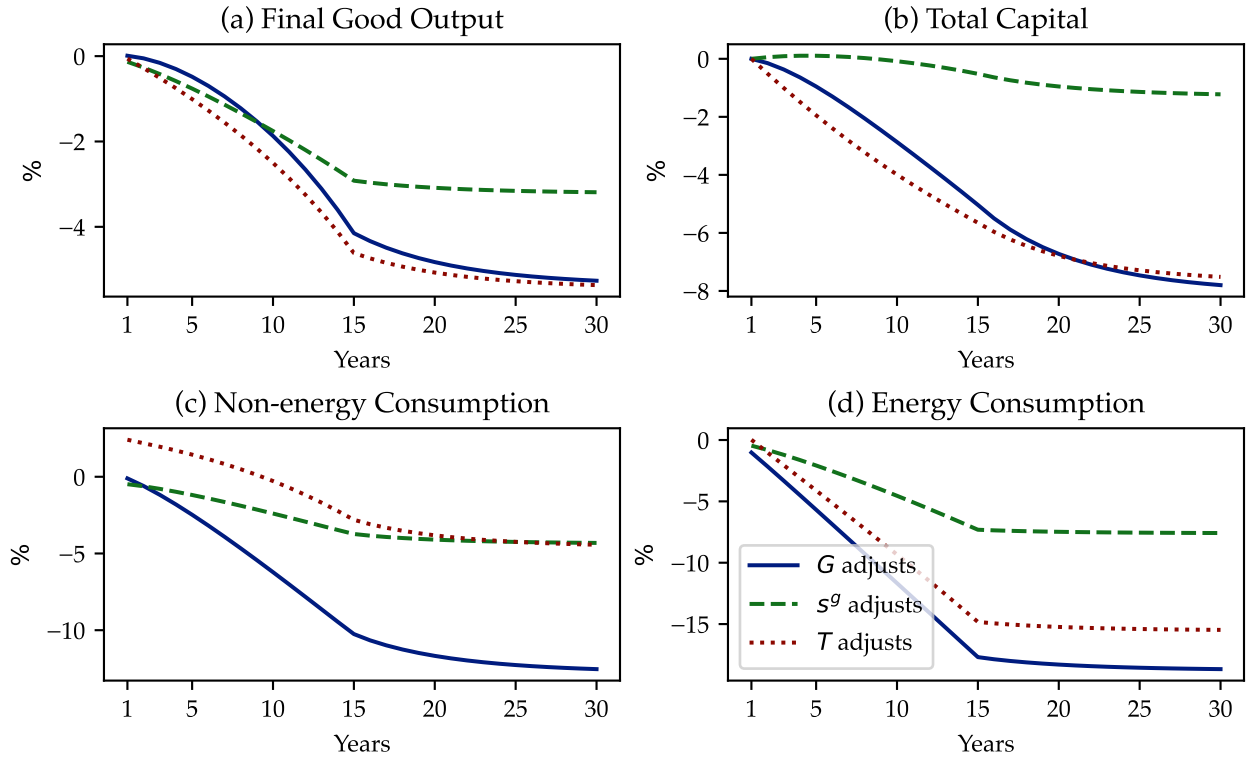 (a) Final Good Output
0
−2
−4
%
1 5 10 15 20 25 30
Years
(b) Total Capital
0
−2
−4
−6
−8
%
1 5 10 15 20 25 30
Years
(c) Non-energy Consumption
0
−5
−10
%
1 5 10 15 20 25 30
Years
(d) Energy Consumption
0
−5
−10
−15
%
G adjusts
s^g adjusts
T adjusts
1 5 10 15 20 25 30
Years